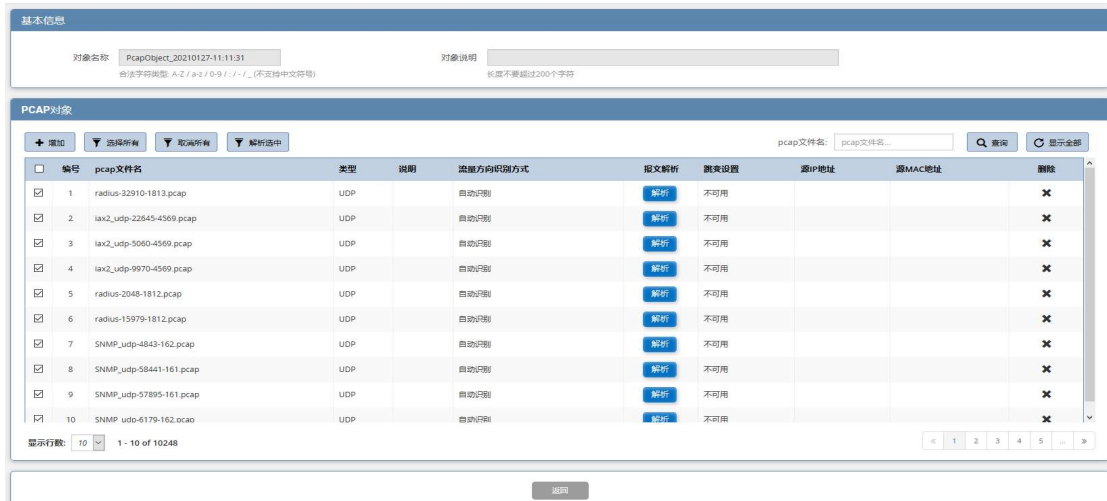 基本信息
对象名称 PcapObject_20210127-11:11:31 对象说明
合法字符类型: A-Z / a-z / 0-9 / : / - / _ (不支持中文符号) 长度不要超过200个字符
PCAP对象
增加 选择所有 取消所有 解析选中 pcap文件名: pcap文件名... 查询 显示全部
编号 pcap文件名 类型 说明 流量方向识别方式 报文解析 跳变设置 源IP地址 源MAC地址 删除
1 radius-32910-1813.pcap UDP 自动识别 解析 不可用
2 iax2_udp-22645-4569.pcap UDP 自动识别 解析 不可用
3 iax2_udp-5060-4569.pcap UDP 自动识别 解析 不可用
4 iax2_udp-9970-4569.pcap UDP 自动识别 解析 不可用
5 radius-2048-1812.pcap UDP 自动识别 解析 不可用
6 radius-15979-1812.pcap UDP 自动识别 解析 不可用
7 SNMP_udp-4843-162.pcap UDP 自动识别 解析 不可用
8 SNMP_udp-58441-161.pcap UDP 自动识别 解析 不可用
9 SNMP_udp-57895-161.pcap UDP 自动识别 解析 不可用
10 SNMP_udp-6179-162.pcap UDP 自动识别 解析 不可用
显示行数: 10 1 - 10 of 10248 « 1 2 3 4 5 ... »
返回